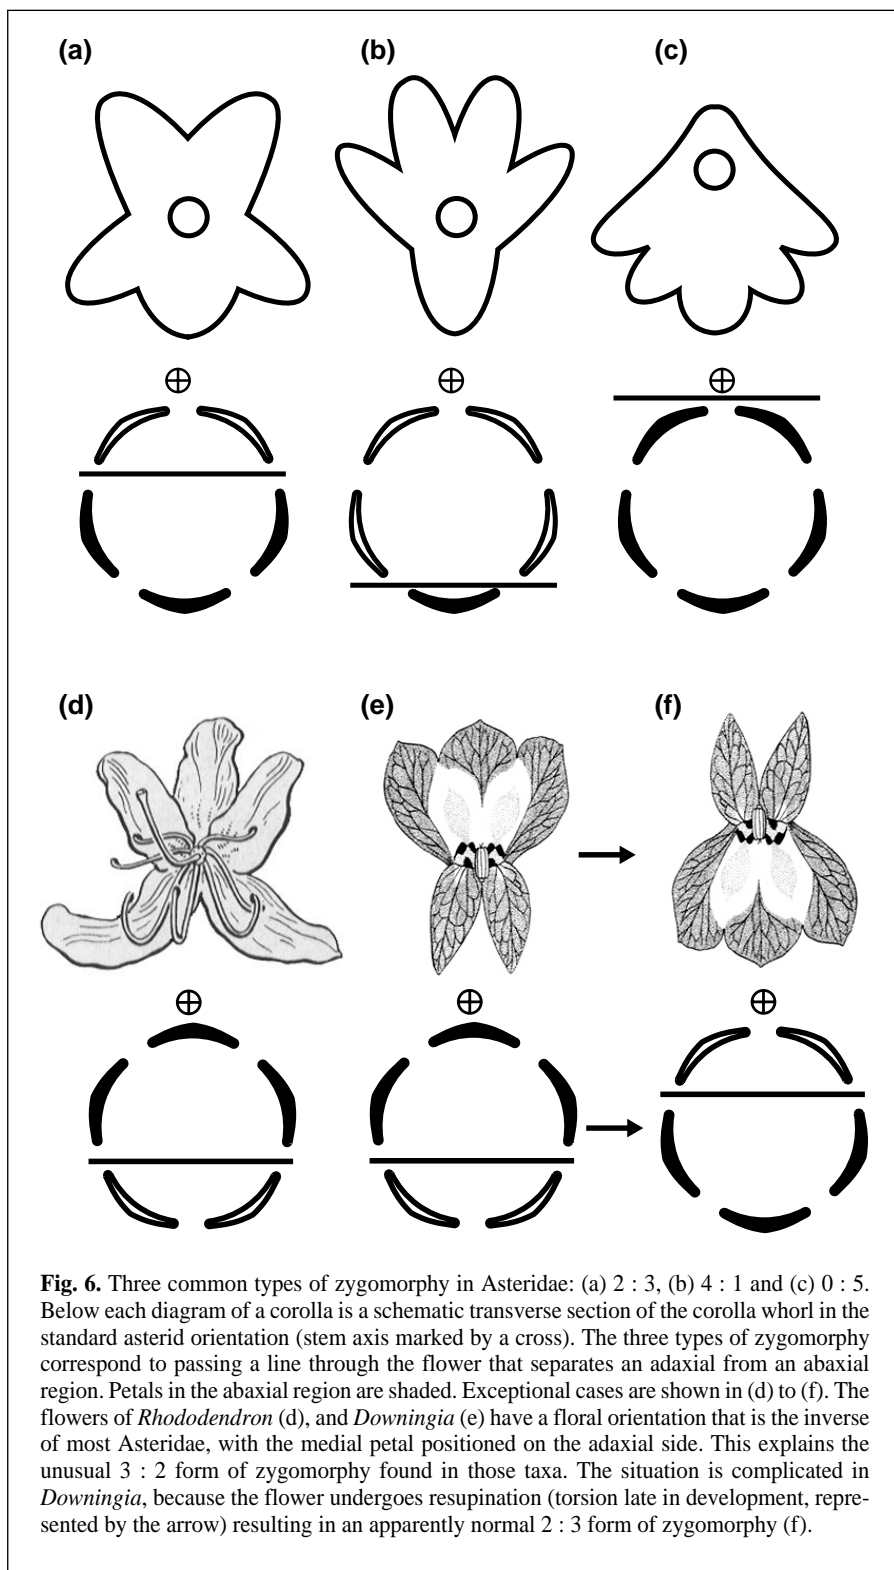 (a)
(b)
(c)
(d)
(e)
(f)
Fig. 6. Three common types of zygomorphy in Asteridae: (a) 2 : 3, (b) 4 : 1 and (c) 0 : 5.
Below each diagram of a corolla is a schematic transverse section of the corolla whorl in the
standard asterid orientation (stem axis marked by a cross). The three types of zygomorphy
correspond to passing a line through the flower that separates an adaxial from an abaxial
region. Petals in the abaxial region are shaded. Exceptional cases are shown in (d) to (f). The
flowers of Rhododendron (d), and Downingia (e) have a floral orientation that is the inverse
of most Asteridae, with the medial petal positioned on the adaxial side. This explains the
unusual 3 : 2 form of zygomorphy found in those taxa. The situation is complicated in
Downingia, because the flower undergoes resupination (torsion late in development, repre-
sented by the arrow) resulting in an apparently normal 2 : 3 form of zygomorphy (f).